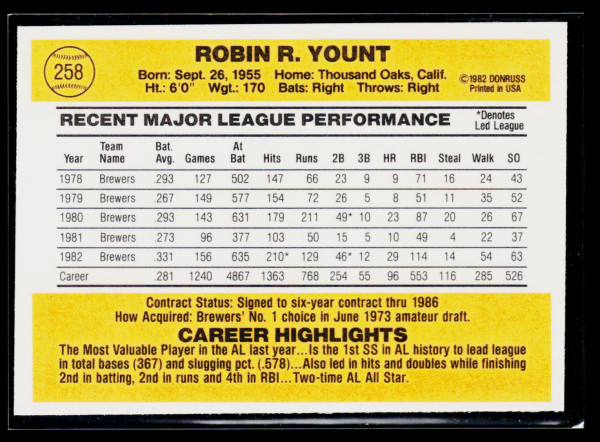 258
ROBIN R. YOUNT
Born: Sept. 26, 1955 Home: Thousand Oaks, Calif.
Ht.: 6'0" Wgt.: 170 Bats: Right Throws: Right
©1982 DONRUSS
Printed in USA
RECENT MAJOR LEAGUE PERFORMANCE
*Denotes
Led League
Year Team Name Bat. Avg. Games At Bat Hits Runs 2B 3B HR RBI Steal Walk SO
1978 Brewers .293 127 502 147 66 23 9 9 71 16 24 43
1979 Brewers .267 149 577 154 72 26 5 8 51 11 35 52
1980 Brewers .293 143 631 179 211 49* 10 23 87 20 26 67
1981 Brewers .273 96 377 103 50 15 5 10 49 4 22 37
1982 Brewers .331 156 635 210* 129 46* 12 29 114 14 54 63
Career .281 1240 4867 1363 768 254 55 96 553 116 285 526
Contract Status: Signed to six-year contract thru 1986
How Acquired: Brewers' No. 1 choice in June 1973 amateur draft.
CAREER HIGHLIGHTS
The Most Valuable Player in the AL last year...Is the 1st SS in AL history to lead league
in total bases (367) and slugging pct. (.578)...Also led in hits and doubles while finishing
2nd in batting, 2nd in runs and 4th in RBI...Two-time AL All Star.